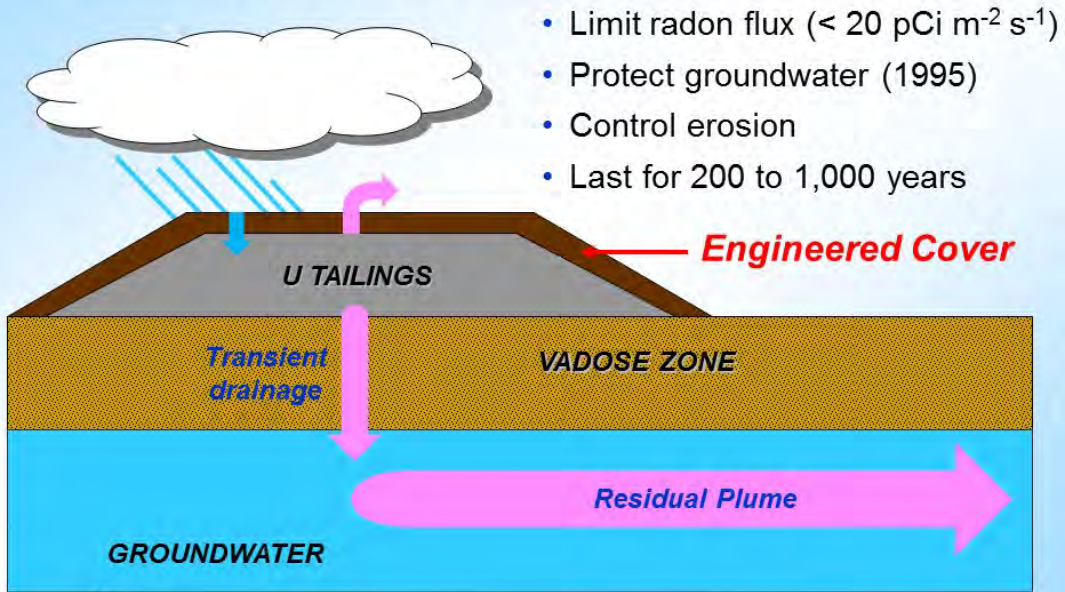 • Limit radon flux (< 20 pCi m-2 s-1)
• Protect groundwater (1995)
• Control erosion
• Last for 200 to 1,000 years
Engineered Cover
U TAILINGS
Transient
drainage
VADOSE ZONE
Residual Plume
GROUNDWATER